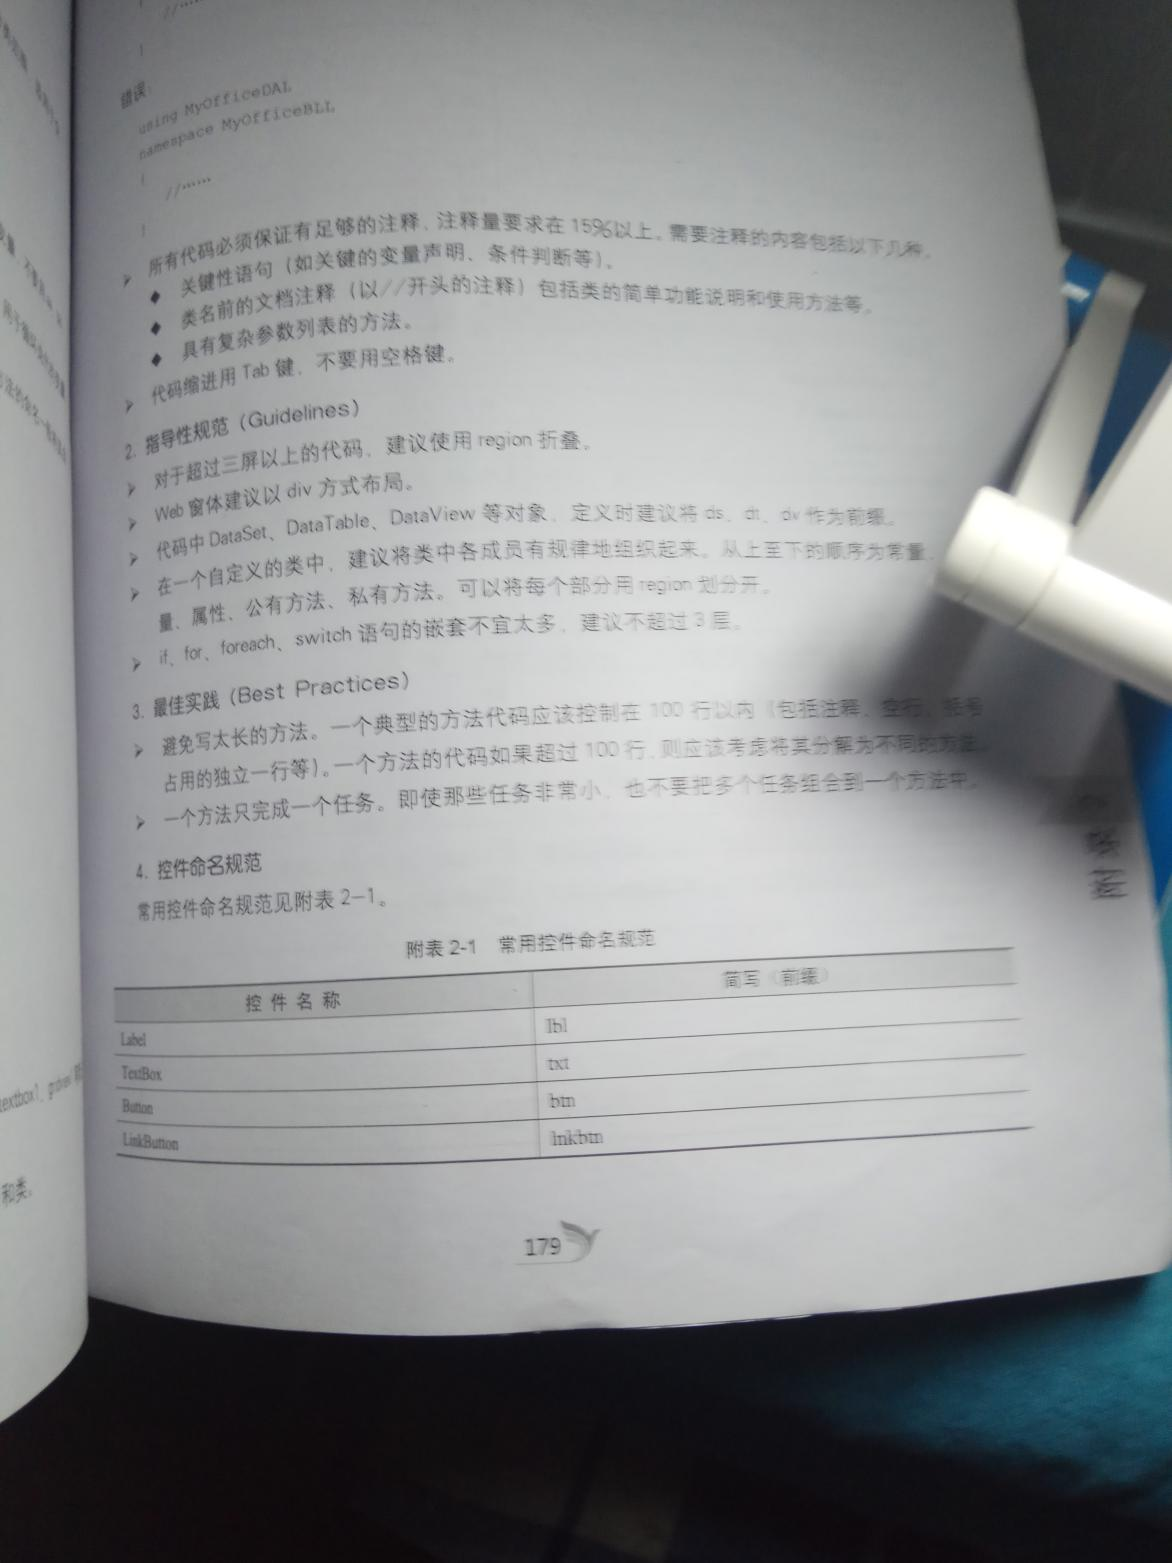 //……
}
错误:
using MyOfficeDAL
namespace MyOfficeBLL
{
//……
}
➢ 所有代码必须保证有足够的注释，注释量要求在 15%以上。需要注释的内容包括以下几种。
◆ 关键性语句（如关键的变量声明、条件判断等）。
◆ 类名前的文档注释（以//开头的注释）包括类的简单功能说明和使用方法等。
◆ 具有复杂参数列表的方法。
➢ 代码缩进用 Tab 键，不要用空格键。
2. 指导性规范（Guidelines）
➢ 对于超过三屏以上的代码，建议使用 region 折叠。
➢ Web 窗体建议以 div 方式布局。
➢ 代码中 DataSet、DataTable、DataView 等对象，定义时建议将 ds、dt、dv 作为前缀。
➢ 在一个自定义的类中，建议将类中各成员有规律地组织起来。从上至下的顺序为常量、
量、属性、公有方法、私有方法。可以将每个部分用 region 划分开。
➢ if、for、foreach、switch 语句的嵌套不宜太多，建议不超过 3 层。
3. 最佳实践（Best Practices）
➢ 避免写太长的方法。一个典型的方法代码应该控制在 100 行以内（包括注释、空行、括号
占用的独立一行等）。一个方法的代码如果超过 100 行，则应该考虑将其分解为不同的方法。
➢ 一个方法只完成一个任务。即使那些任务非常小，也不要把多个任务组合到一个方法中。
4. 控件命名规范
常用控件命名规范见附表 2-1。
附表 2-1 常用控件命名规范
控 件 名 称 简写（前缀）
Label lbl
TextBox txt
Button btn
LinkButton lnkbtn
179
附 录
textbox1、
和类。